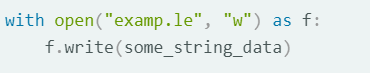 with open("examp.le", "w") as f:
    f.write(some_string_data)